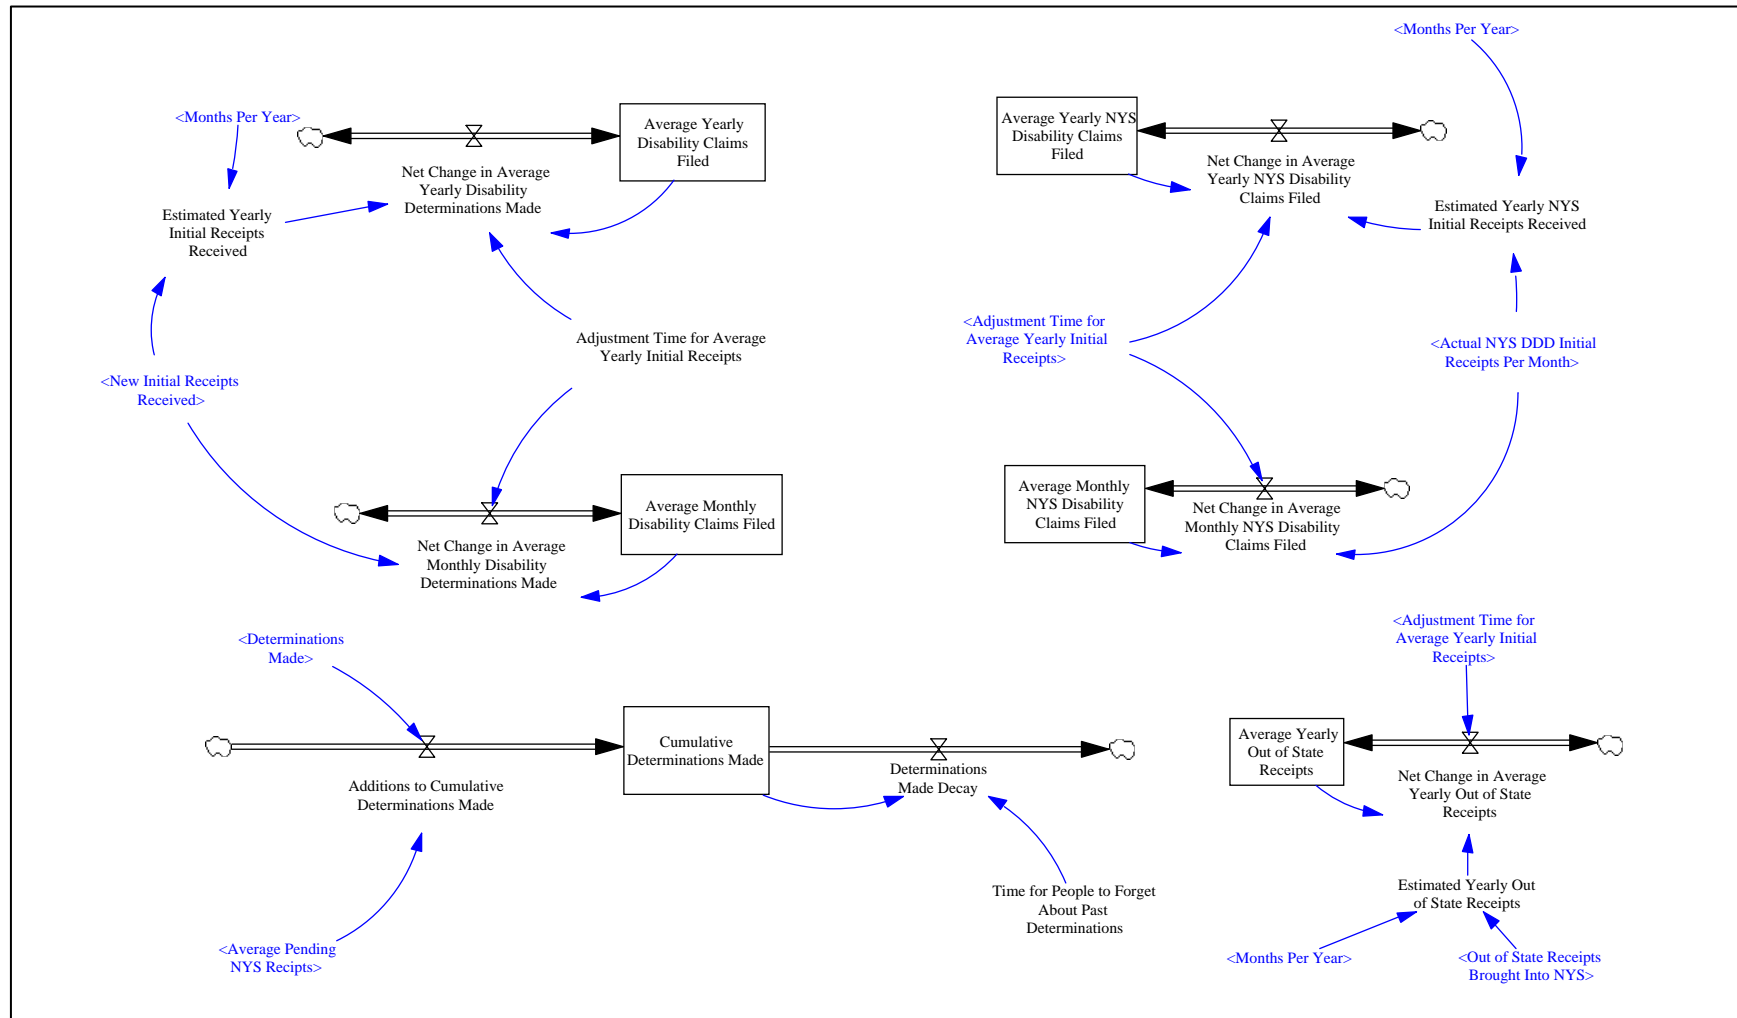 <Months Per Year>
Average Yearly
Disability Claims
Filed
Net Change in Average
Yearly Disability
Determinations Made
Estimated Yearly
Initial Receipts
Received
Adjustment Time for Average
Yearly Initial Receipts
<New Initial Receipts
Received>
Average Monthly
Disability Claims Filed
Net Change in Average
Monthly Disability
Determinations Made
<Months Per Year>
Average Yearly NYS
Disability Claims
Filed
Net Change in Average
Yearly NYS Disability
Claims Filed
Estimated Yearly NYS
Initial Receipts Received
<Adjustment Time for
Average Yearly Initial
Receipts>
<Actual NYS DDD Initial
Receipts Per Month>
Average Monthly
NYS Disability
Claims Filed
Net Change in Average
Monthly NYS Disability
Claims Filed
<Determinations
Made>
Cumulative
Determinations Made
Additions to Cumulative
Determinations Made
Determinations
Made Decay
Time for People to Forget
About Past
Determinations
<Average Pending
NYS Recipts>
<Adjustment Time for
Average Yearly Initial
Receipts>
Average Yearly
Out of State
Receipts
Net Change in Average
Yearly Out of State
Receipts
Estimated Yearly Out
of State Receipts
<Months Per Year>
<Out of State Receipts
Brought Into NYS>